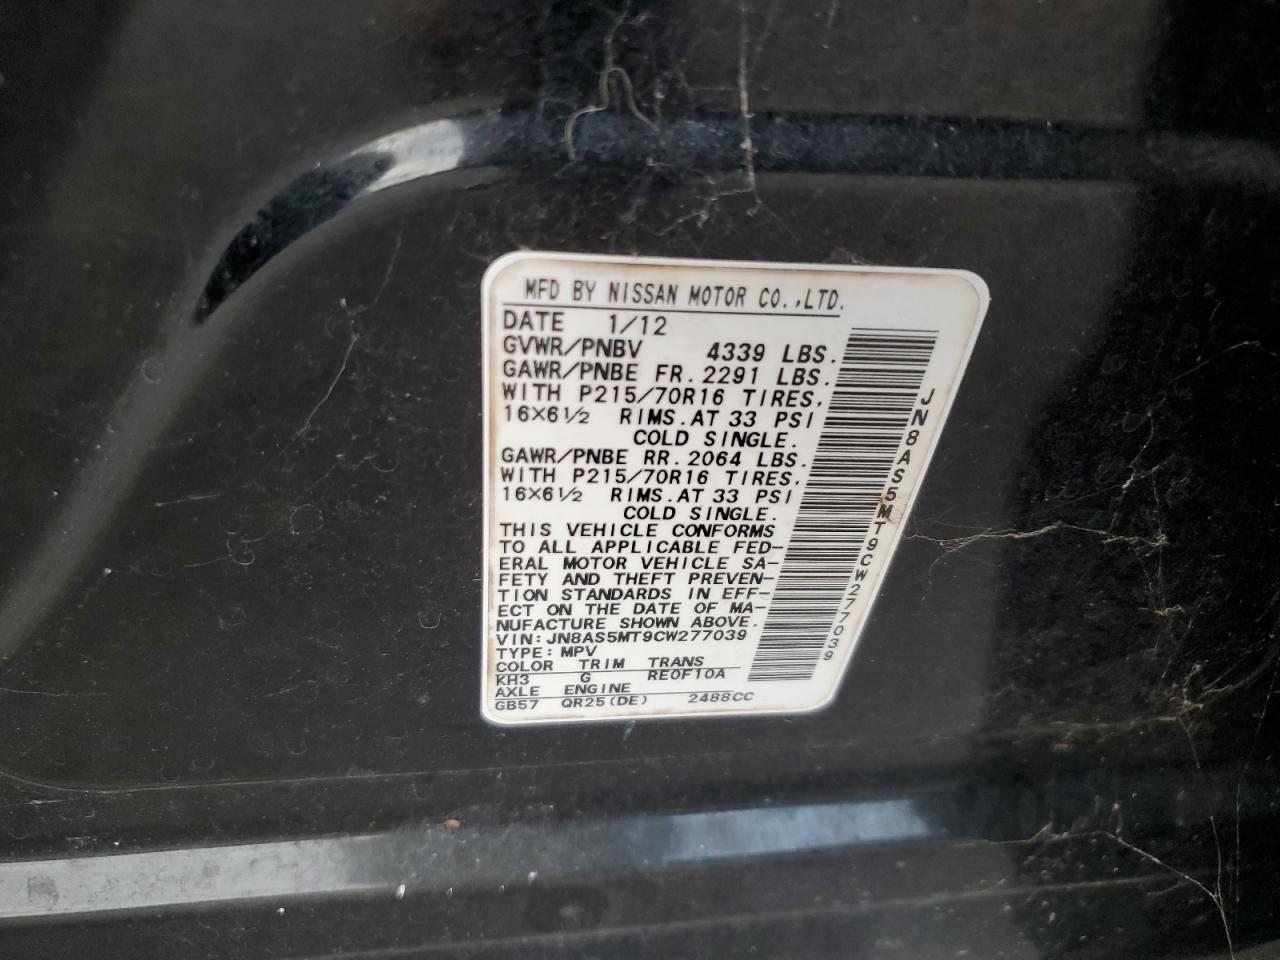 MFD BY NISSAN MOTOR CO.,LTD.
DATE 1/12
GVWR/PNBV 4339 LBS.
GAWR/PNBE FR. 2291 LBS.
WITH P215/70R16 TIRES,
16X6½ RIMS.AT 33 PSI
COLD SINGLE.
GAWR/PNBE RR. 2064 LBS.
WITH P215/70R16 TIRES,
16X6½ RIMS.AT 33 PSI
COLD SINGLE.
THIS VEHICLE CONFORMS
TO ALL APPLICABLE FED-
ERAL MOTOR VEHICLE SA-
FETY AND THEFT PREVEN-
TION STANDARDS IN EFF-
ECT ON THE DATE OF MA-
NUFACTURE SHOWN ABOVE.
VIN: JN8AS5MT9CW277039
TYPE: MPV
COLOR TRIM TRANS
KH3 G RE0F10A
AXLE ENGINE
GB57 QR25(DE) 2488CC
JN8AS5MT9CW277039